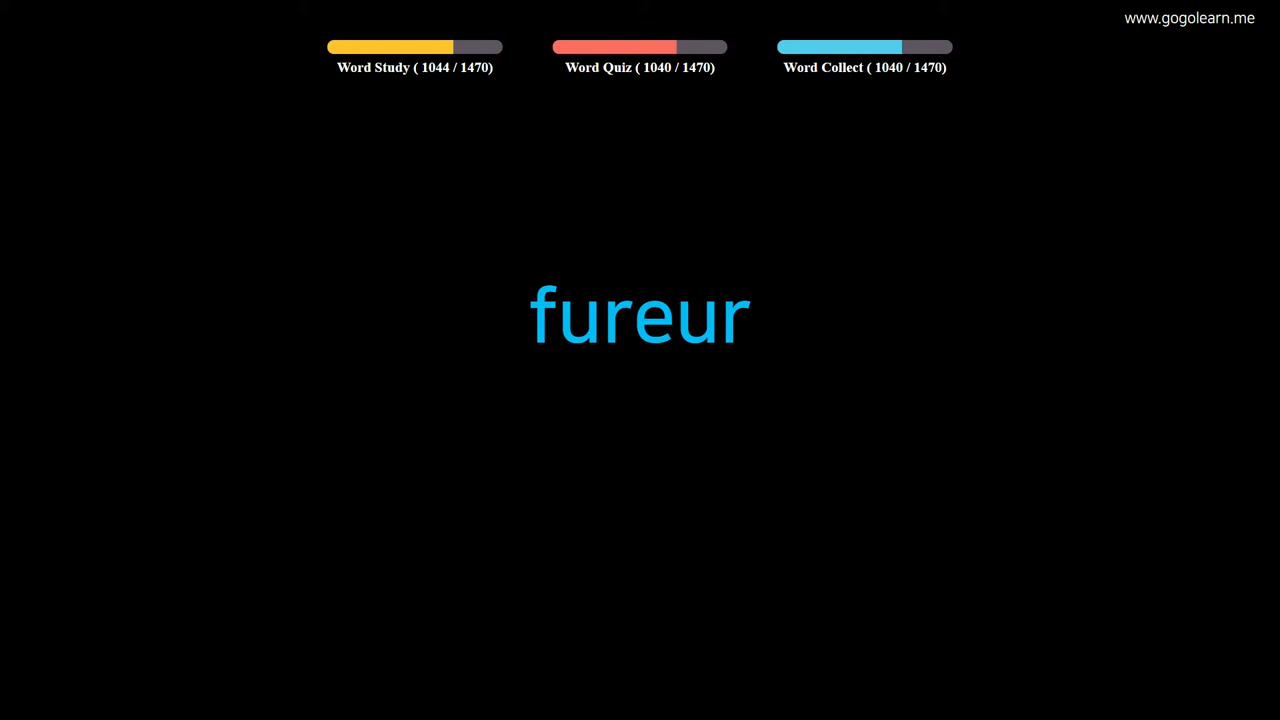 www.gogolearn.me
Word Study ( 1044 / 1470)
Word Quiz ( 1040 / 1470)
Word Collect ( 1040 / 1470)
fureur